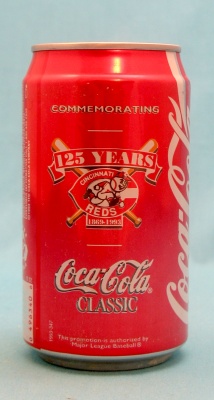 COMMEMORATING
125 YEARS
CINCINNATI
REDS
1869-1993
Coca-Cola
CLASSIC
This promotion is authorized by
Major League Baseball®
Coca-Cola